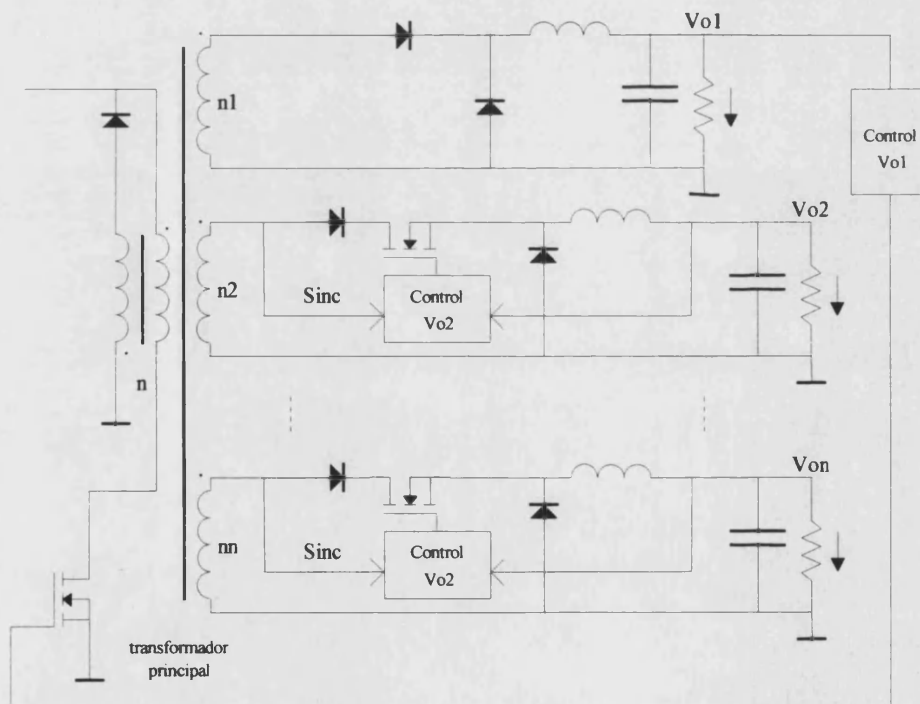 Vo1
n1
Control
Vo1
Vo2
n2
Sinc
Control
Vo2
n
Von
nn
Sinc
Control
Vo2
transformador
principal